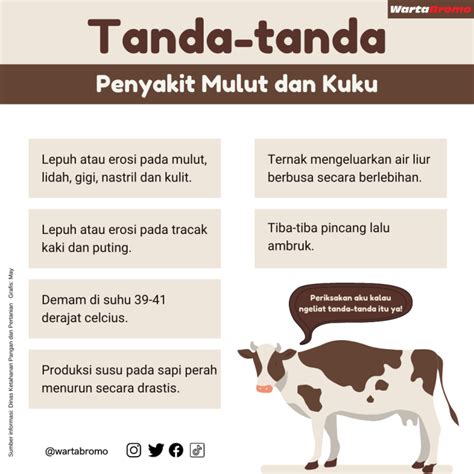 WartaBromo
Tanda-tanda
Penyakit Mulut dan Kuku
Lepuh atau erosi pada mulut,
lidah, gigi, nastril dan kulit.
Lepuh atau erosi pada tracak
kaki dan puting.
Demam di suhu 39-41
derajat celcius.
Produksi susu pada sapi perah
menurun secara drastis.
Ternak mengeluarkan air liur
berbusa secara berlebihan.
Tiba-tiba pincang lalu
ambruk.
Periksakan aku kalau
ngeliat tanda-tanda itu ya!
Sumber informasi: Dinas Ketahanan Pangan dan Pertanian Grafis: May
@wartabromo